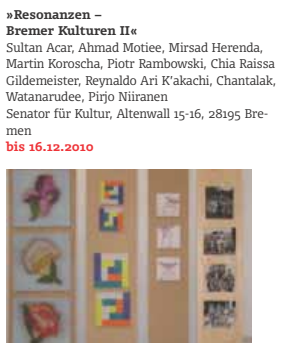 »Resonanzen –
Bremer Kulturen II«
Sultan Acar, Ahmad Motiee, Mirsad Herenda,
Martin Koroscha, Piotr Rambowski, Chia Raissa
Gildemeister, Reynaldo Ari K'akachi, Chantalak,
Watanarudee, Pirjo Niiranen
Senator für Kultur, Altenwall 15-16, 28195 Bre-
men
bis 16.12.2010